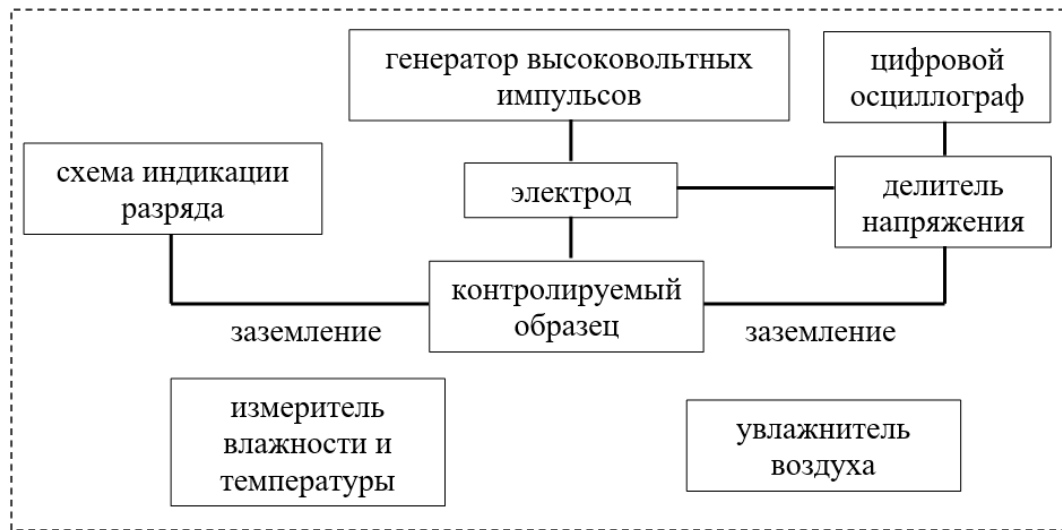 генератор высоковольтных
импульсов
цифровой
осциллограф
схема индикации
разряда
электрод
делитель
напряжения
контролируемый
образец
заземление
заземление
измеритель
влажности и
температуры
увлажнитель
воздуха